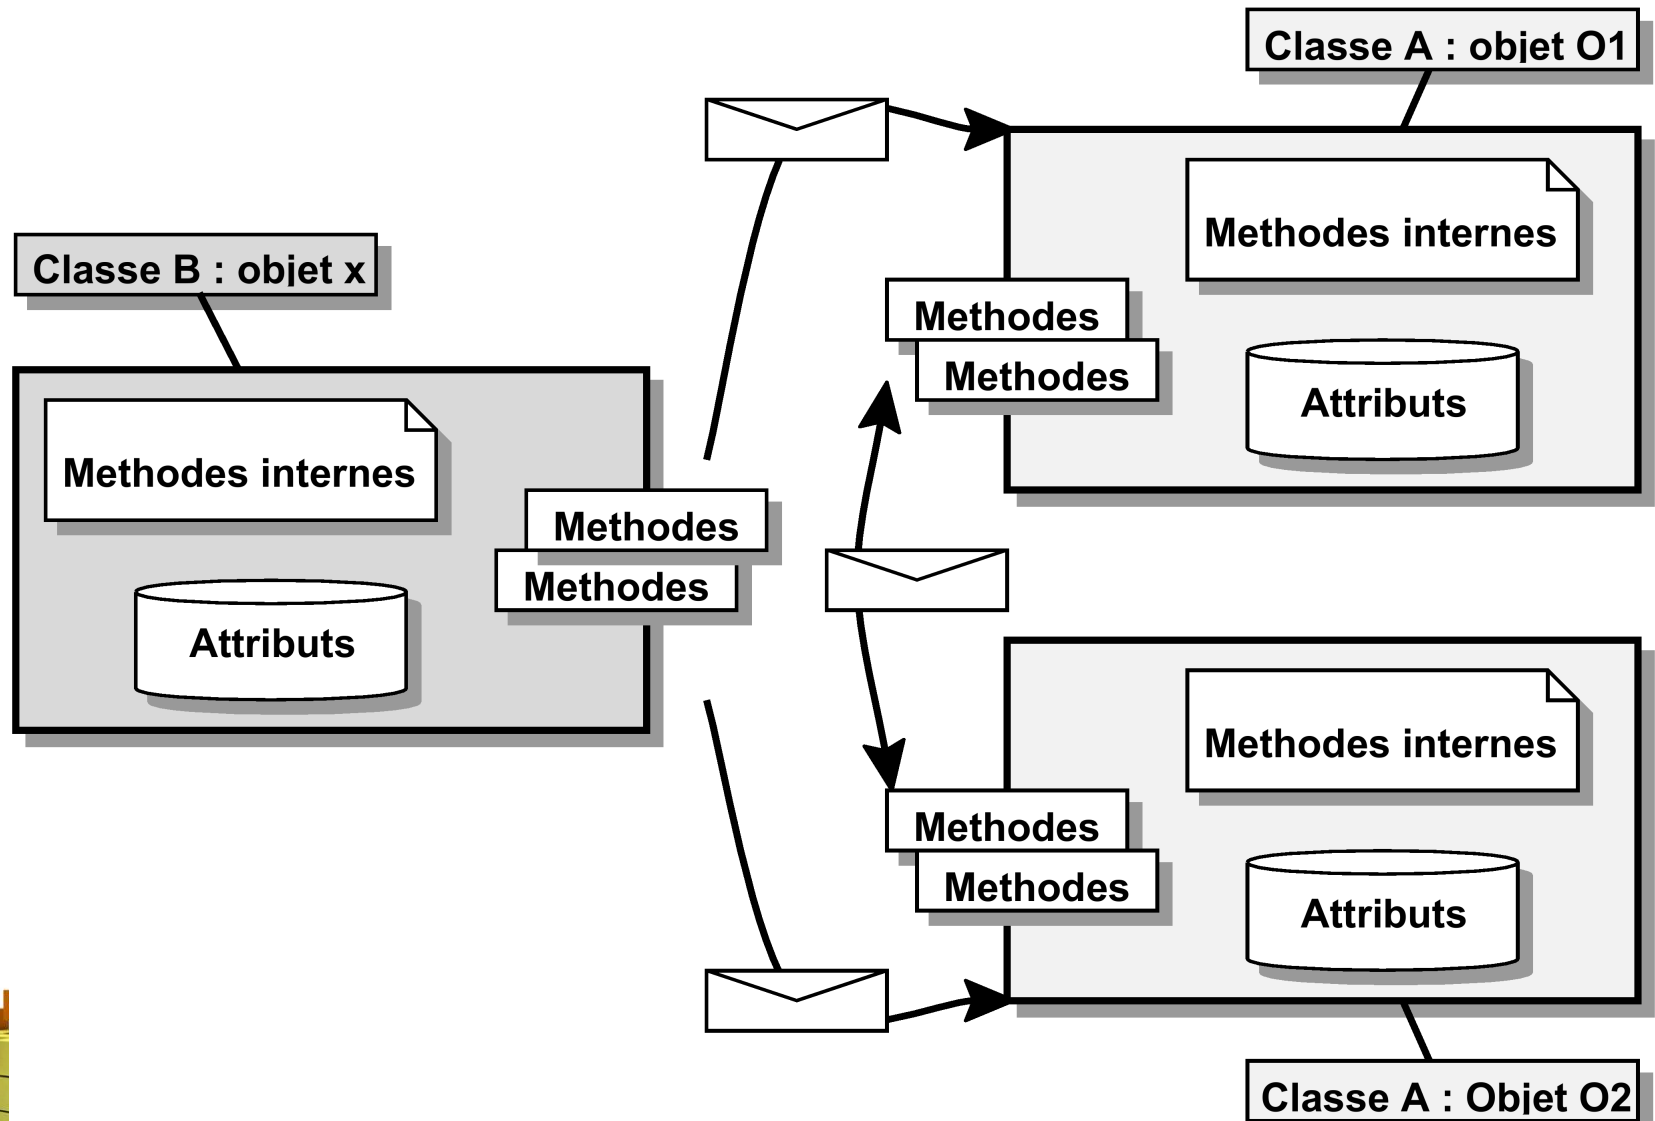 Classe A : objet O1
Methodes internes
Methodes
Methodes
Attributs
Classe B : objet x
Methodes internes
Methodes
Methodes
Attributs
Methodes internes
Methodes
Methodes
Attributs
Classe A : Objet O2